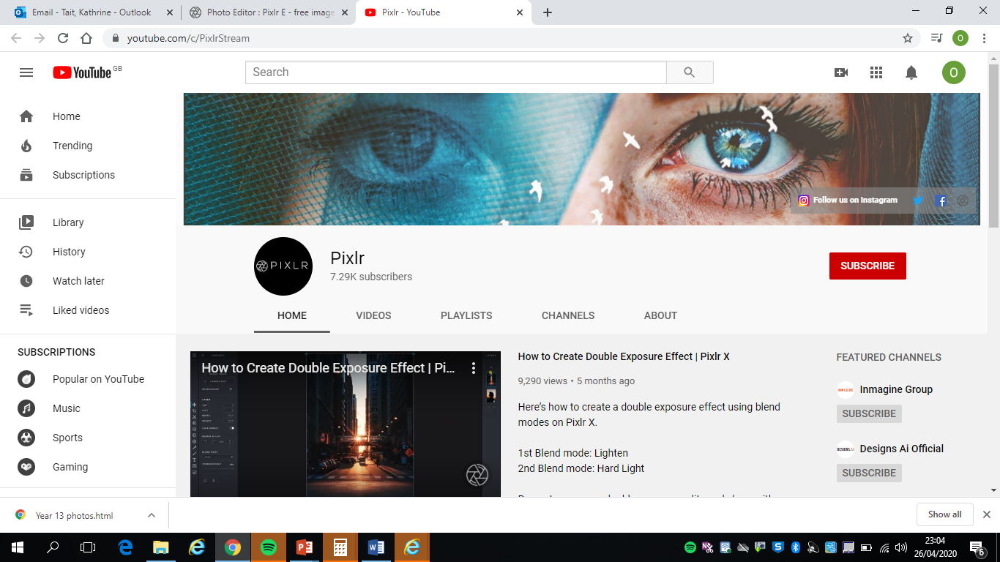 Email - Tait, Kathrine - Outlook
Photo Editor : Pixlr E - free image
Pixlr - YouTube
youtube.com/c/PixlrStream
O
YouTube GB
Search
O
Home
Trending
Subscriptions
Library
History
Watch later
Liked videos
SUBSCRIPTIONS
Popular on YouTube
Music
Sports
Gaming
Follow us on Instagram
PIXLR
Pixlr
7.29K subscribers
SUBSCRIBE
HOME VIDEOS PLAYLISTS CHANNELS ABOUT
How to Create Double Exposure Effect | Pi...
How to Create Double Exposure Effect | Pixlr X
9,290 views • 5 months ago
Here's how to create a double exposure effect using blend
modes on Pixlr X.
1st Blend mode: Lighten
2nd Blend mode: Hard Light
FEATURED CHANNELS
Inmagine Group
SUBSCRIBE
Designs Ai Official
SUBSCRIBE
Year 13 photos.html
Show all
23:04
26/04/2020
6